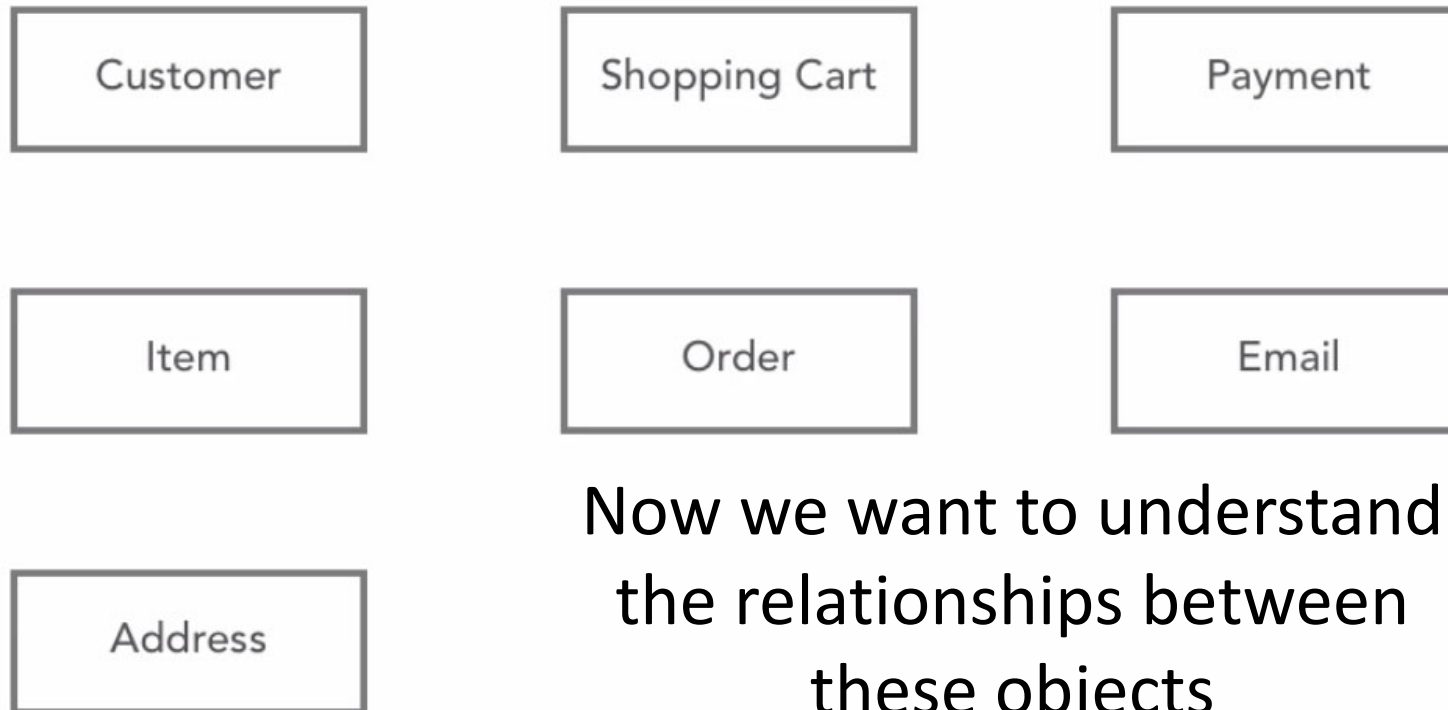 Customer
Shopping Cart
Payment
Item
Order
Email
Address
Now we want to understand
the relationships between
these objects